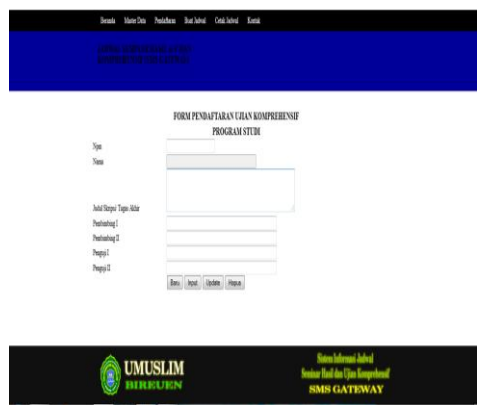 Beranda Master Data Pendaftaran Buat Jadwal Cetak Jadwal Kontak
FORM PENDAFTARAN UJIAN KOMPREHENSIF
PROGRAM STUDI
Npm
Nama
Judul Skripsi/ Tugas Akhir
Pembimbing I
Pembimbing II
Penguji I
Penguji II
Baru Input Update Hapus
UMUSLIM
BIREUEN
Sistem Informasi Jadwal
Seminar Hasil dan Ujian Komprehensif
SMS GATEWAY